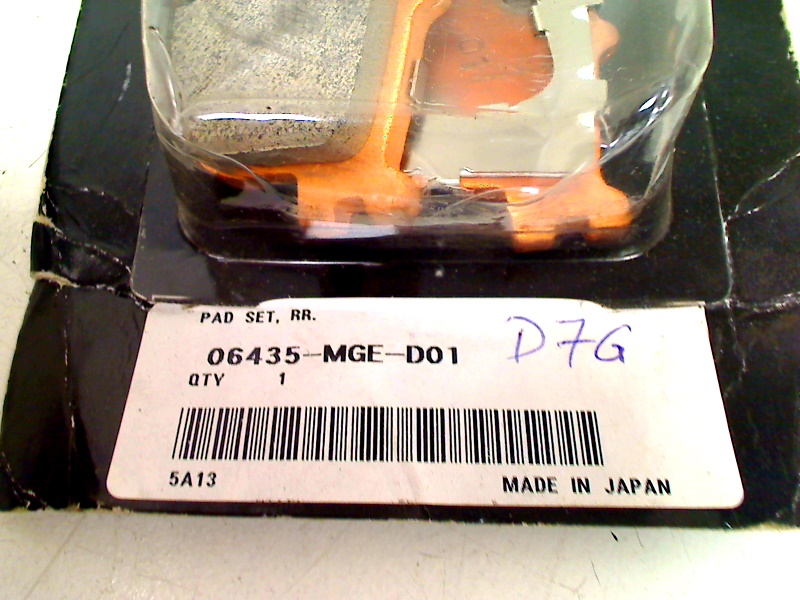 PAD SET, RR.
06435-MGE-D01 D7G
QTY 1
5A13 MADE IN JAPAN